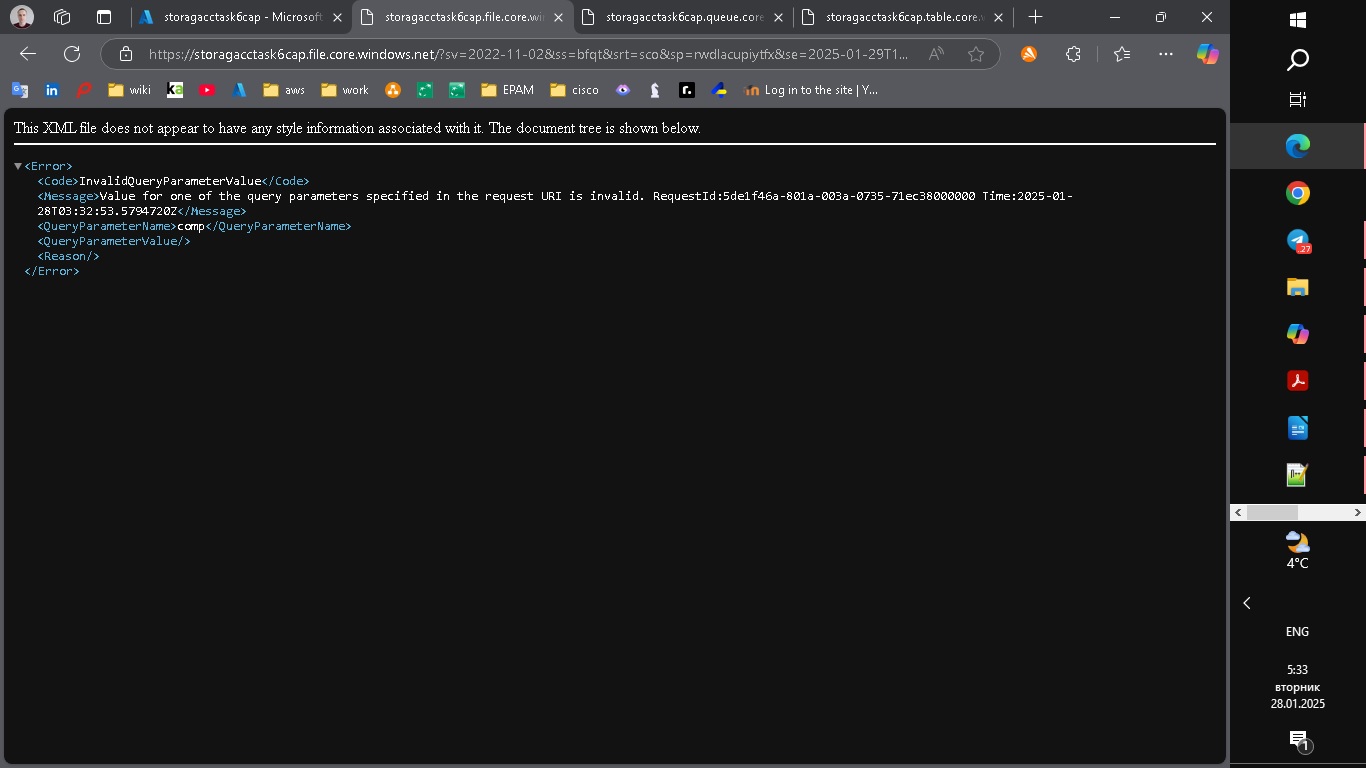 storagacctask6cap - Microsoft
storagacctask6cap.file.core.wi
storagacctask6cap.queue.core
storagacctask6cap.table.core.
https://storagacctask6cap.file.core.windows.net/?sv=2022-11-02&ss=bfqt&srt=sco&sp=rwdlacupiytfx&se=2025-01-29T1...
wiki
ka
aws
work
EPAM
cisco
r.
in Log in to the site | Y...
This XML file does not appear to have any style information associated with it. The document tree is shown below.
▼<Error>
<Code>InvalidQueryParameterValue</Code>
<Message>Value for one of the query parameters specified in the request URI is invalid. RequestId:5de1f46a-801a-003a-0735-71ec38000000 Time:2025-01-
28T03:32:53.5794720Z</Message>
<QueryParameterName>comp</QueryParameterName>
<QueryParameterValue/>
<Reason/>
</Error>
27
4°C
ENG
5:33
вторник
28.01.2025
1